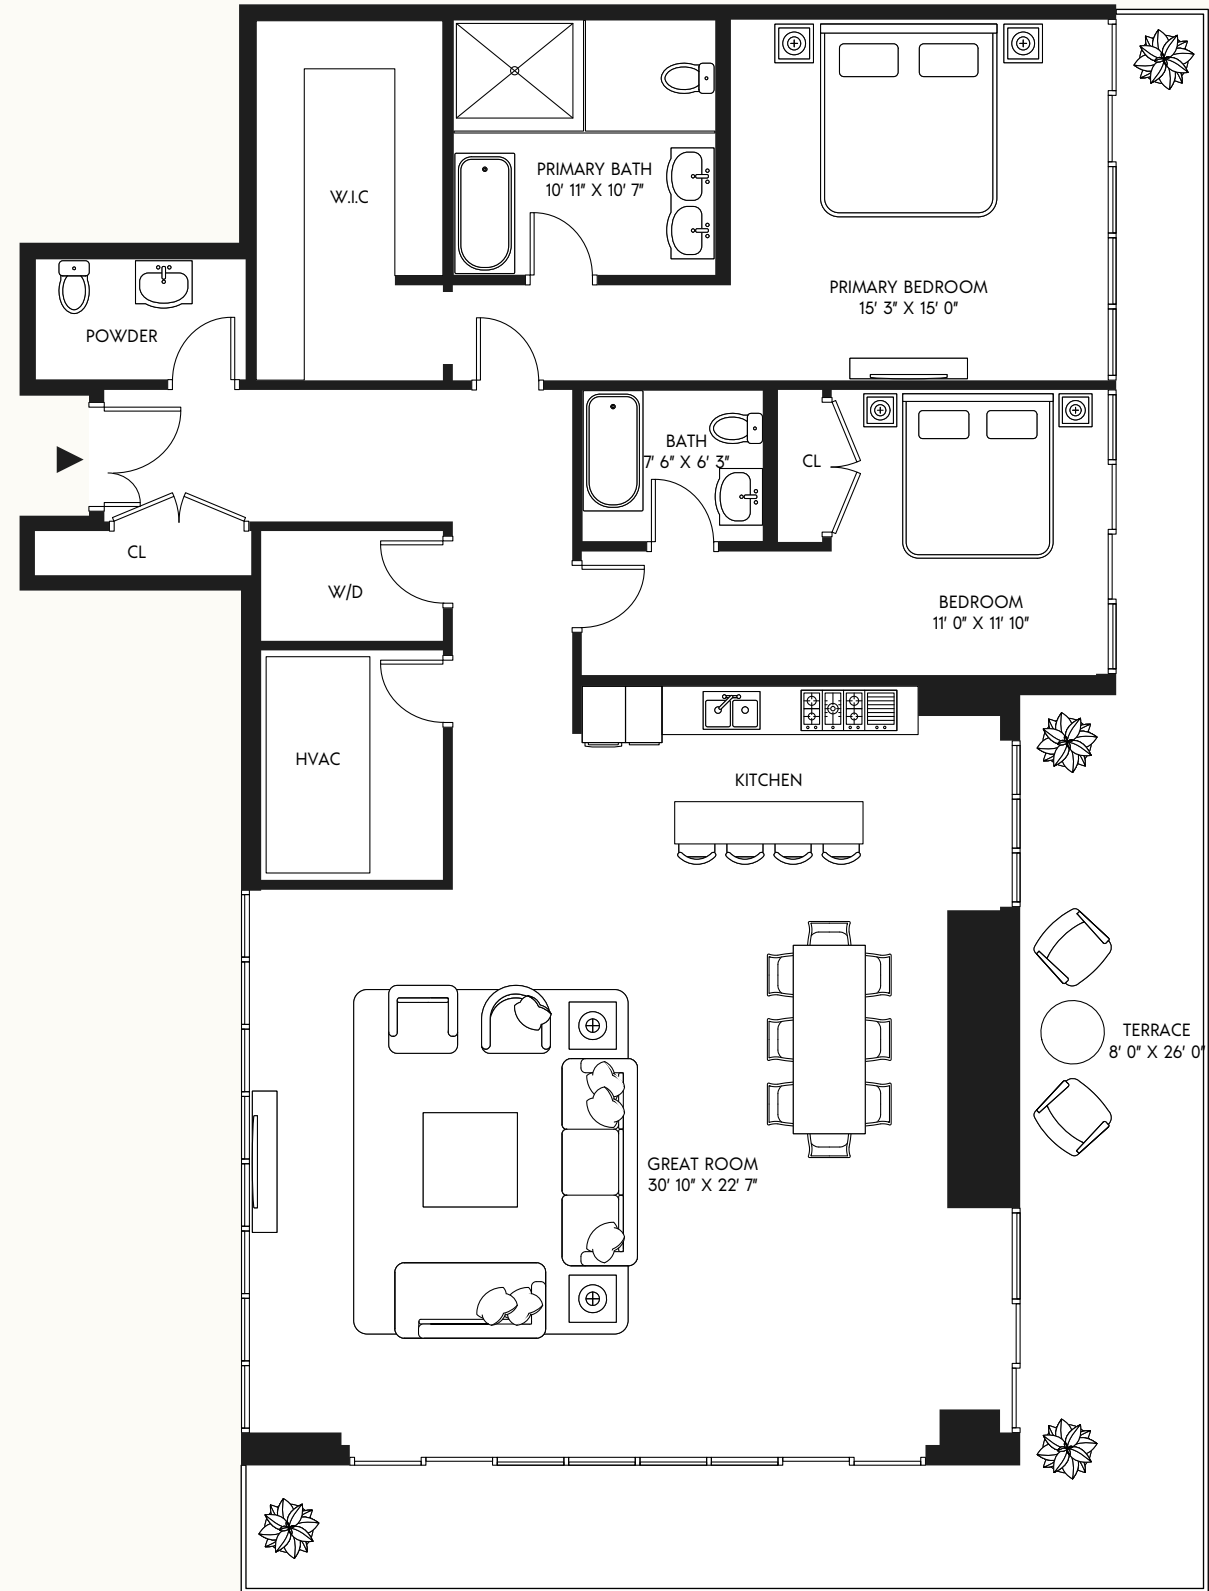 W.I.C
PRIMARY BATH
10' 11" X 10' 7"
PRIMARY BEDROOM
15' 3" X 15' 0"
POWDER
BATH
7' 6" X 6' 3"
CL
CL
W/D
BEDROOM
11' 0" X 11' 10"
HVAC
KITCHEN
TERRACE
8' 0" X 26' 0"
GREAT ROOM
30' 10" X 22' 7"